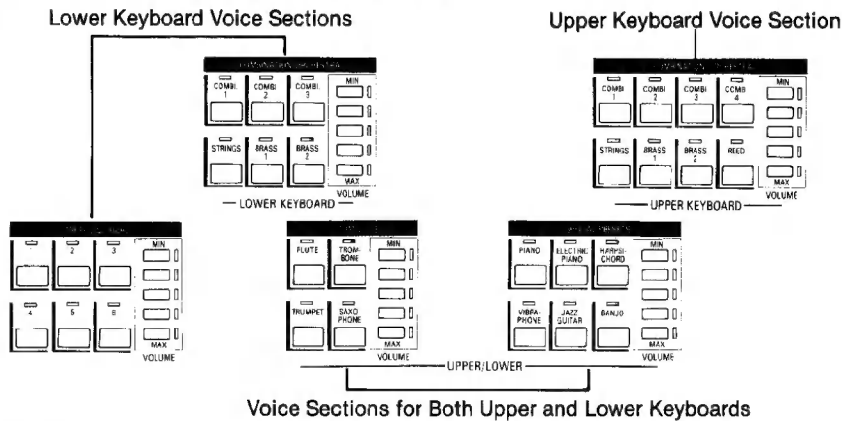 Lower Keyboard Voice Sections
Upper Keyboard Voice Section
COMBINATION ORCHESTRA
COMBI. 1 COMBI 2 COMBI. 3 MIN
STRINGS BRASS 1 BRASS 2 MAX
LOWER KEYBOARD VOLUME
COMBI 1 COMBI 2 COMBI 3 COMBI 4 MIN
STRINGS BRASS 1 BRASS 2 REED MAX
UPPER KEYBOARD VOLUME
1 2 3 MIN
4 5 6 MAX
VOLUME
FLUTE TROM-BONE MIN
TRUMPET SAXO PHONE MAX
VOLUME
PIANO ELECTRIC PIANO HARPSI-CHORD MIN
VIBRA-PHONE JAZZ GUITAR BANJO MAX
VOLUME
UPPER/LOWER
Voice Sections for Both Upper and Lower Keyboards